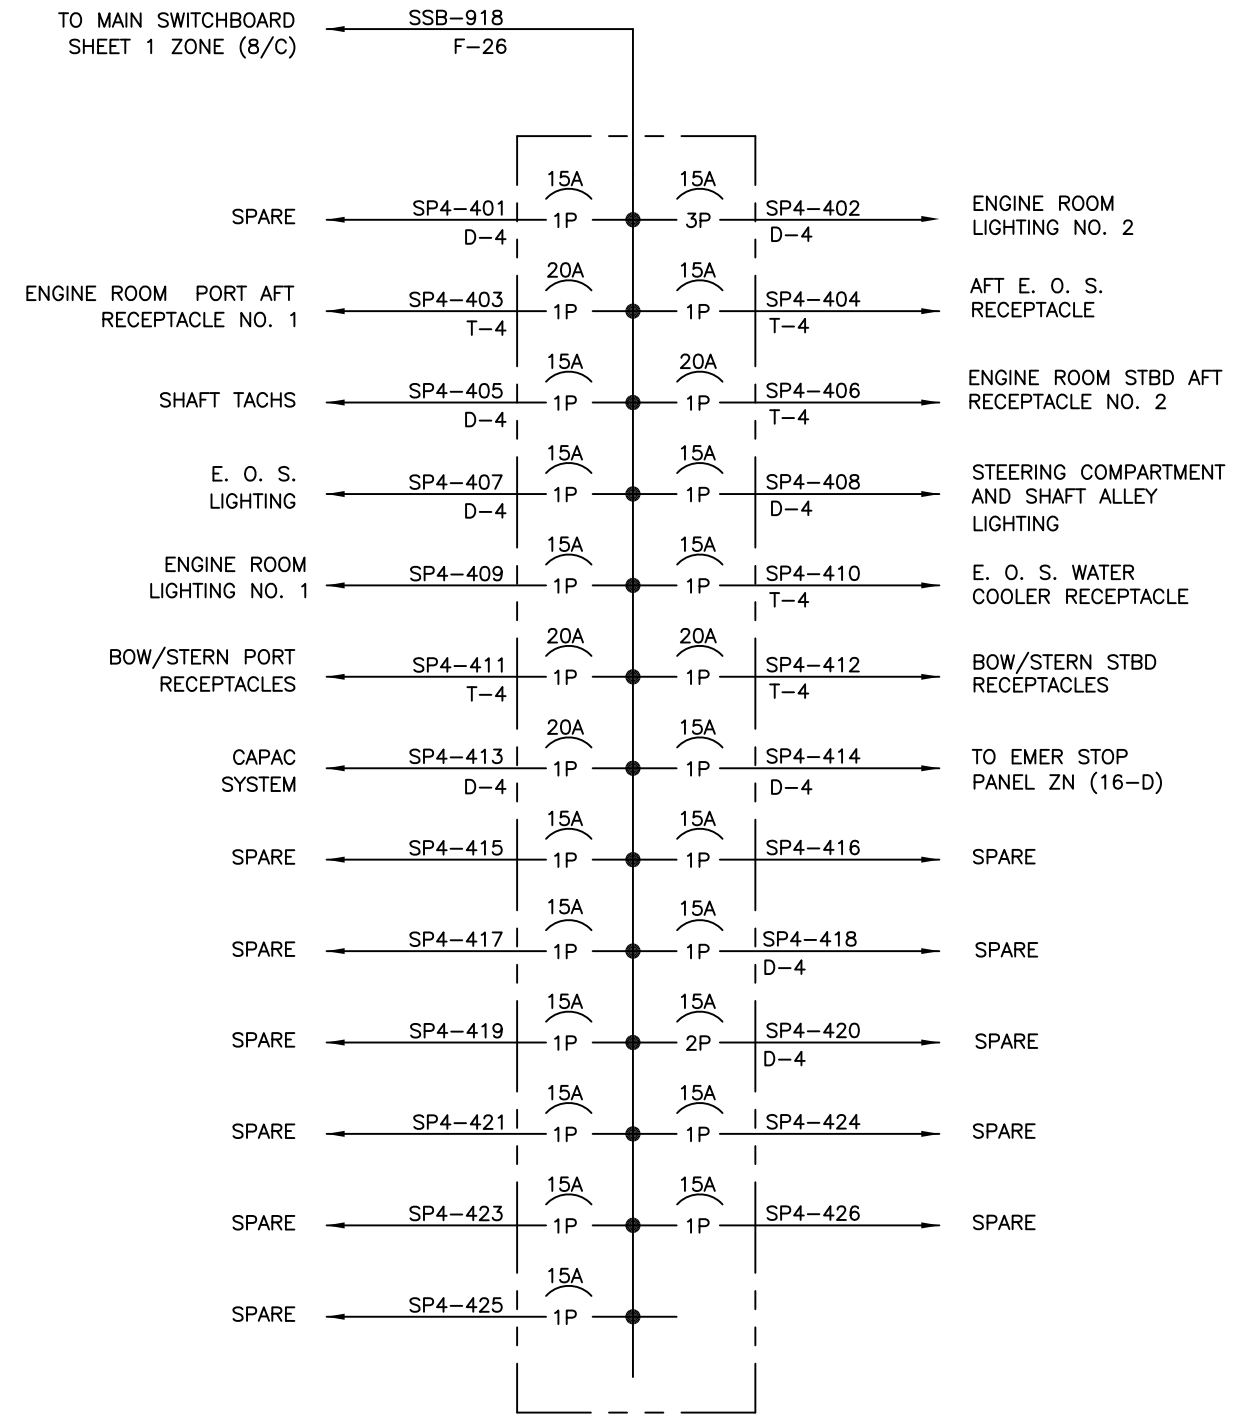 TO MAIN SWITCHBOARD
SHEET 1 ZONE (8/C)
SSB-918
F-26
15A
15A
SPARE
SP4-401
D-4
1P
3P
SP4-402
D-4
ENGINE ROOM
LIGHTING NO. 2
20A
15A
ENGINE ROOM PORT AFT
RECEPTACLE NO. 1
SP4-403
T-4
1P
1P
SP4-404
T-4
AFT E. O. S.
RECEPTACLE
15A
20A
SHAFT TACHS
SP4-405
D-4
1P
1P
SP4-406
T-4
ENGINE ROOM STBD AFT
RECEPTACLE NO. 2
15A
15A
E. O. S.
LIGHTING
SP4-407
D-4
1P
1P
SP4-408
D-4
STEERING COMPARTMENT
AND SHAFT ALLEY
LIGHTING
15A
15A
ENGINE ROOM
LIGHTING NO. 1
SP4-409
1P
1P
SP4-410
T-4
E. O. S. WATER
COOLER RECEPTACLE
20A
20A
BOW/STERN PORT
RECEPTACLES
SP4-411
T-4
1P
1P
SP4-412
T-4
BOW/STERN STBD
RECEPTACLES
20A
15A
CAPAC
SYSTEM
SP4-413
D-4
1P
1P
SP4-414
D-4
TO EMER STOP
PANEL ZN (16-D)
15A
15A
SPARE
SP4-415
1P
1P
SP4-416
SPARE
15A
15A
SPARE
SP4-417
1P
1P
SP4-418
D-4
SPARE
15A
15A
SPARE
SP4-419
1P
2P
SP4-420
D-4
SPARE
15A
15A
SPARE
SP4-421
1P
1P
SP4-424
SPARE
15A
15A
SPARE
SP4-423
1P
1P
SP4-426
SPARE
15A
SPARE
SP4-425
1P